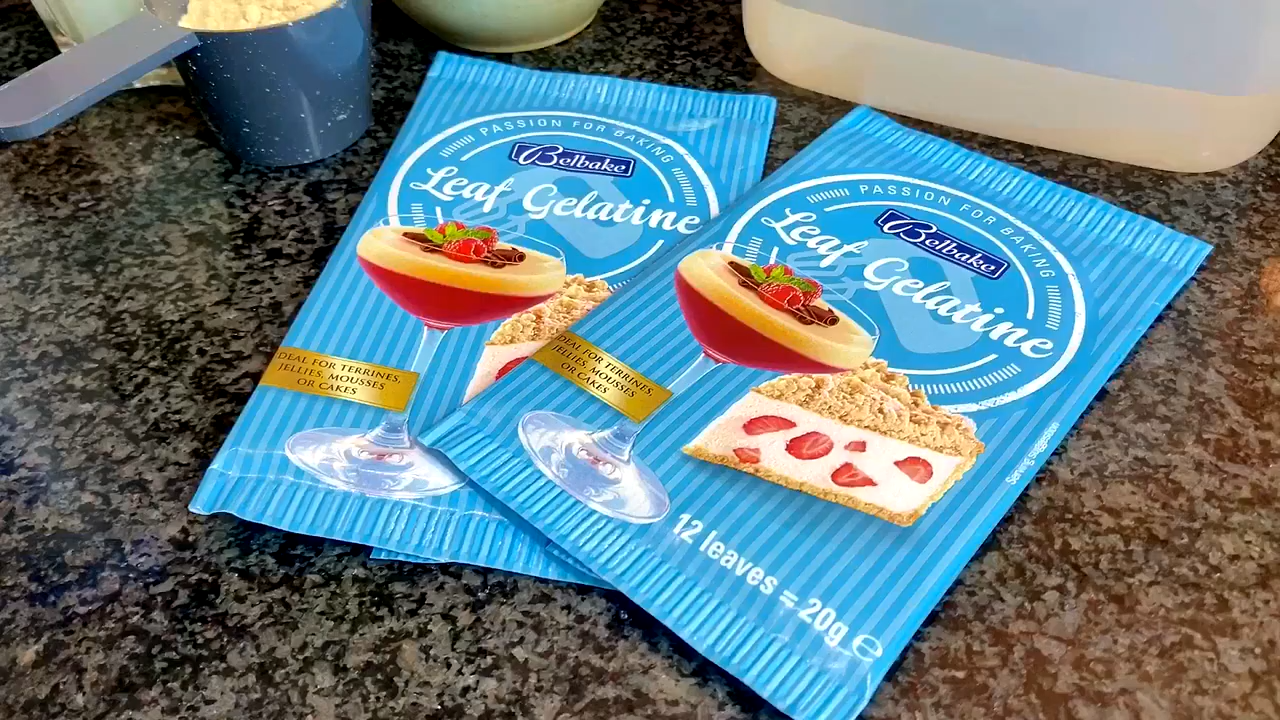 PASSION FOR BAKING
Belbake
Leaf Gelatine
IDEAL FOR TERRINES,
JELLIES, MOUSSES
OR CAKES
PASSION FOR BAKING
Belbake
Leaf Gelatine
IDEAL FOR TERRINES,
JELLIES, MOUSSES
OR CAKES
Serving suggestion
12 leaves = 20g ℮